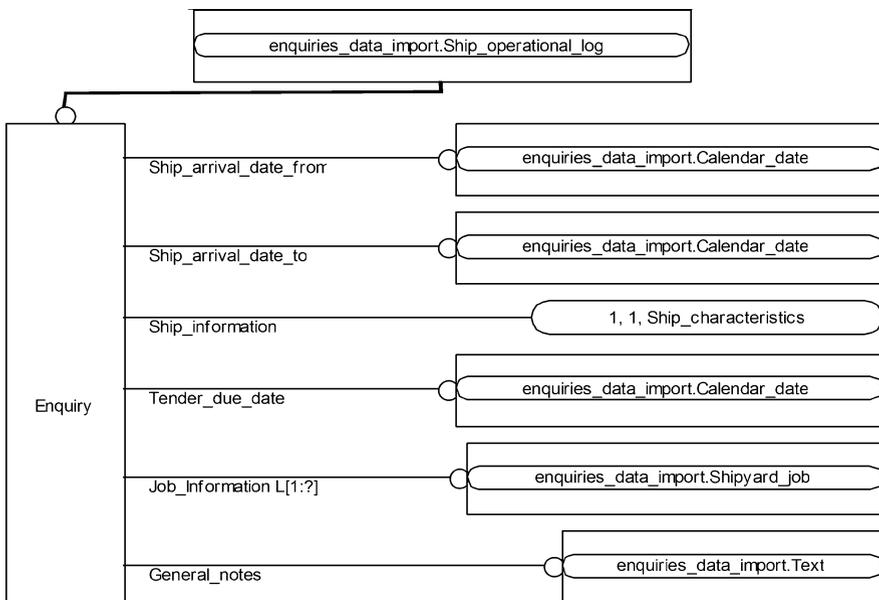 enquiries_data_import.Ship_operational_log
Ship_arrival_date_from
enquiries_data_import.Calendar_date
Ship_arrival_date_to
enquiries_data_import.Calendar_date
Ship_information
1, 1, Ship_characteristics
Enquiry
Tender_due_date
enquiries_data_import.Calendar_date
Job_Information L[1:?]
enquiries_data_import.Shipyard_job
General_notes
enquiries_data_import.Text